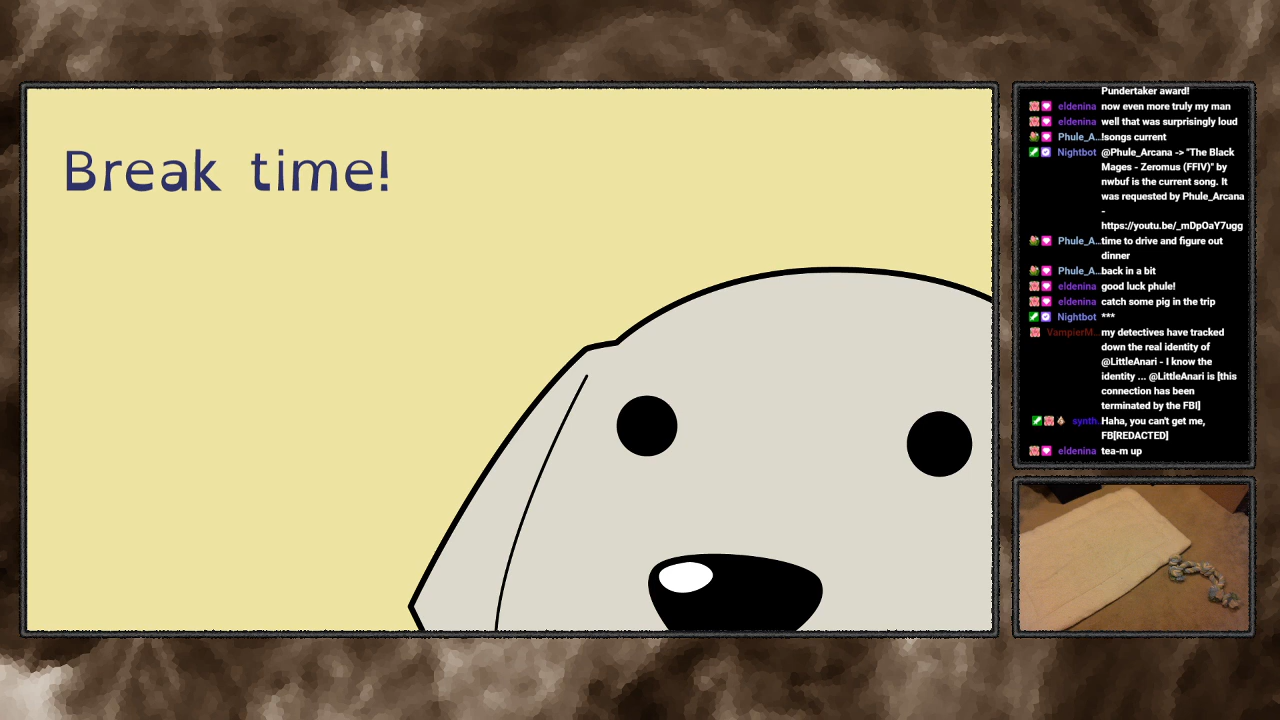 Break time!
Pundertaker award!
eldenina now even more truly my man
eldenina well that was surprisingly loud
Phule_A... !songs current
Nightbot @Phule_Arcana -> "The Black
Mages - Zeromus (FFIV)" by
nwbuf is the current song. It
was requested by Phule_Arcana
-
https://youtu.be/_mDpOaY7ugg
Phule_A... time to drive and figure out
dinner
Phule_A... back in a bit
eldenina good luck phule!
eldenina catch some pig in the trip
Nightbot ***
VampierM... my detectives have tracked
down the real identity of
@LittleAnari - I know the
identity ... @LittleAnari is [this
connection has been
terminated by the FBI]
synth Haha, you can't get me,
FB[REDACTED]
eldenina tea-m up